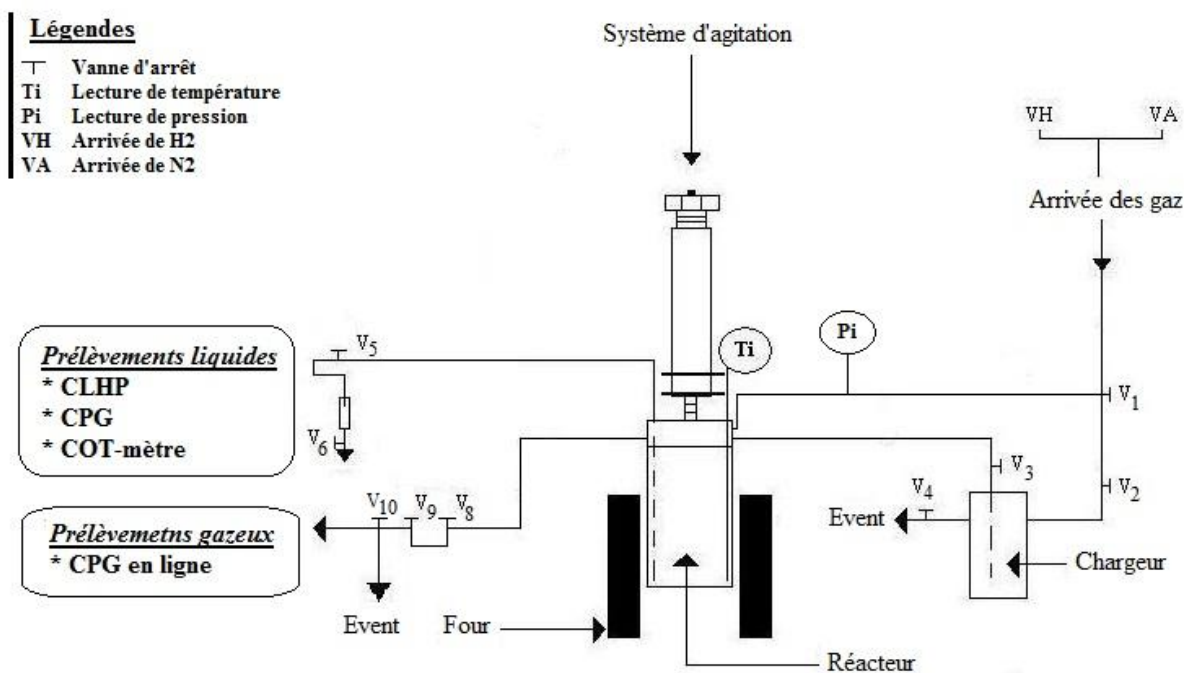 Légendes
Vanne d'arrêt
Ti Lecture de température
Pi Lecture de pression
VH Arrivée de H2
VA Arrivée de N2
Système d'agitation
VH VA
Arrivée des gaz
Prélèvements liquides
* CLHP
* CPG
* COT-mètre
V5
V6
Ti
Pi
V1
V3
V2
V4
Event
Chargeur
V10 V9 V8
Prélèvemetns gazeux
* CPG en ligne
Event
Four
Réacteur